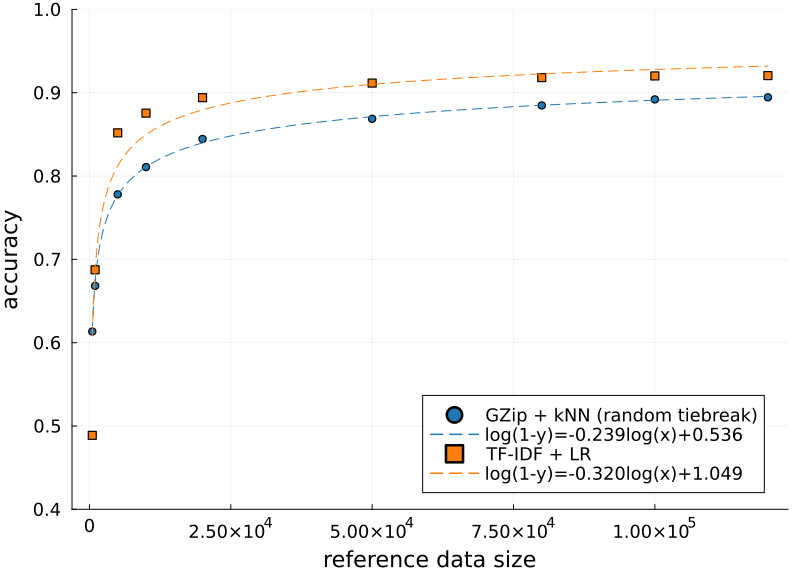 1.0
0.9
0.8
0.7
0.6
0.5
0.4
accuracy
GZip + kNN (random tiebreak)
log(1-y)=-0.239log(x)+0.536
TF-IDF + LR
log(1-y)=-0.320log(x)+1.049
0 2.50×10⁴ 5.00×10⁴ 7.50×10⁴ 1.00×10⁵
reference data size